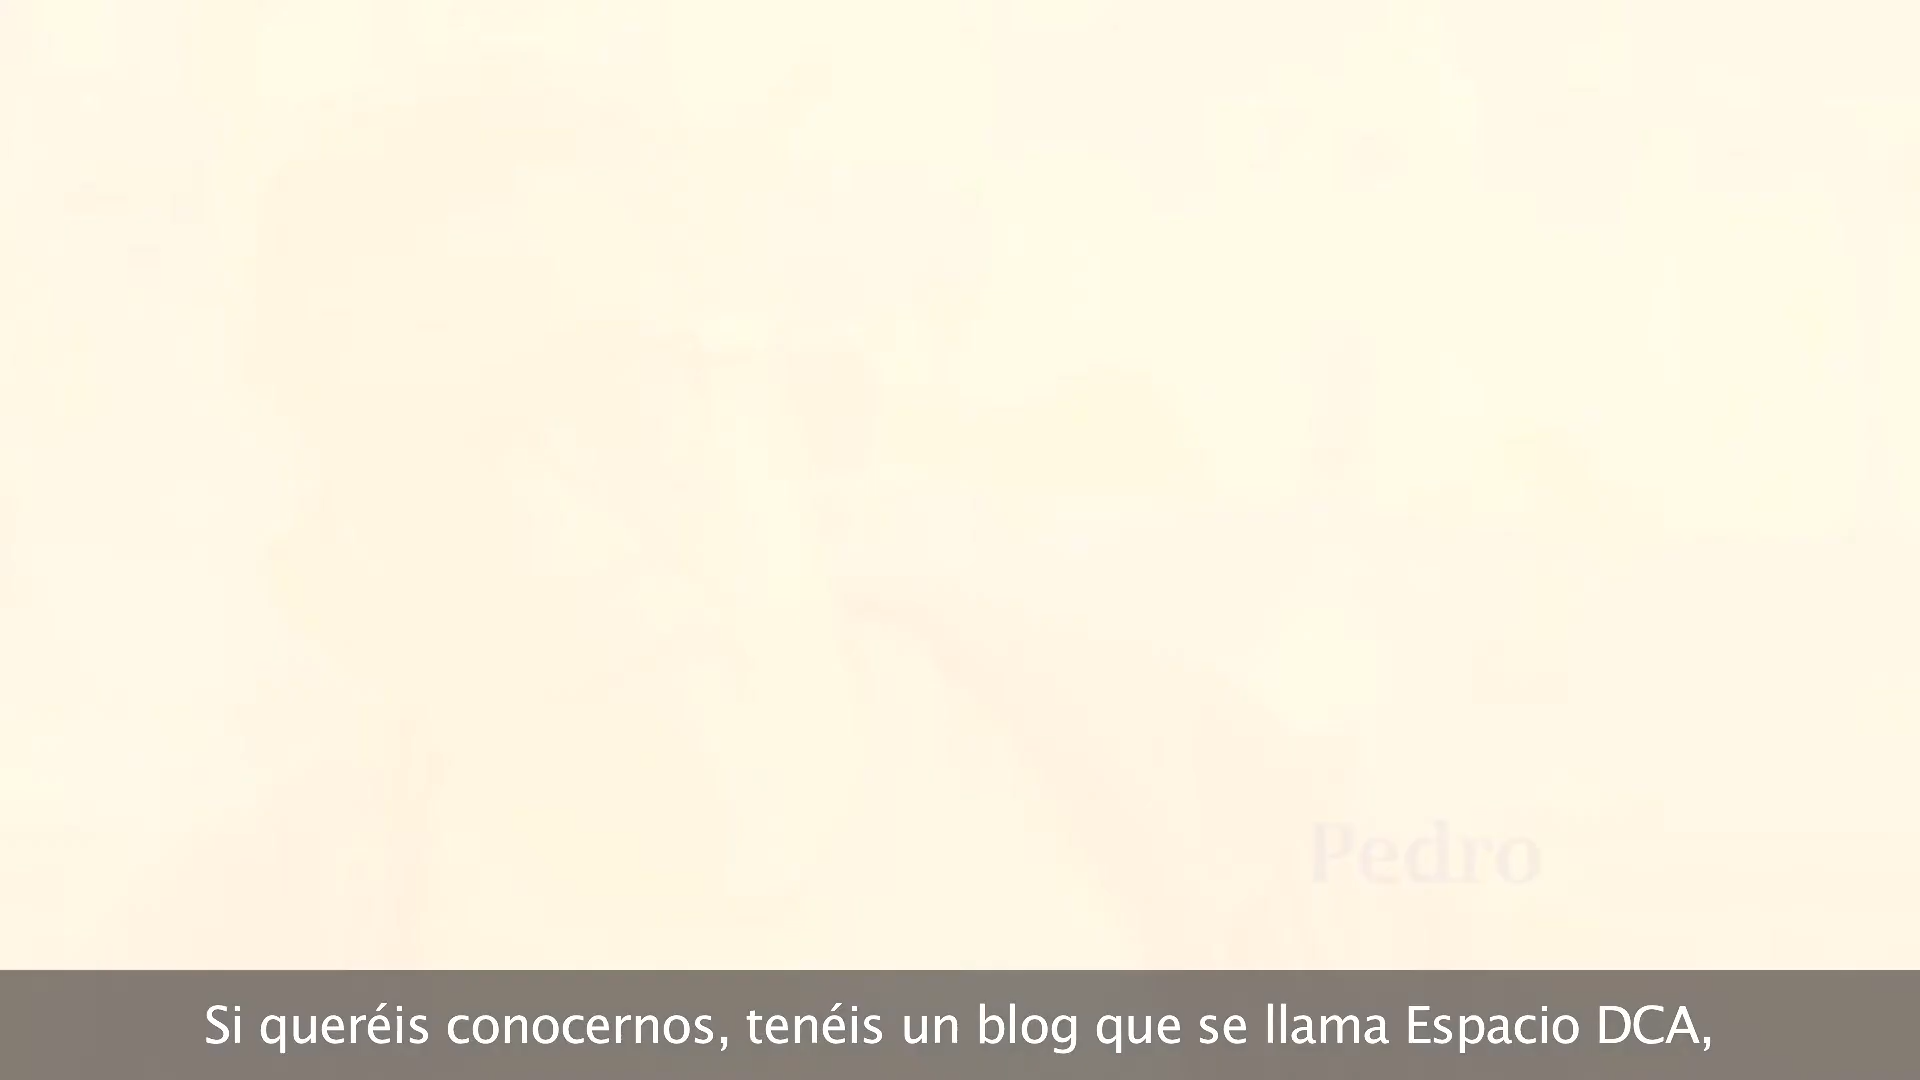 Pedro
Si queréis conocernos, tenéis un blog que se llama Espacio DCA,